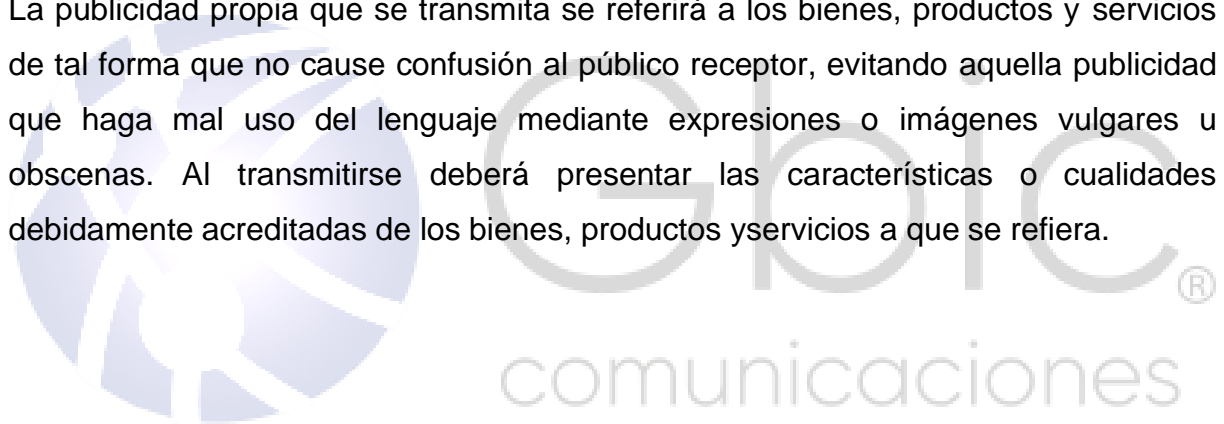 La publicidad propia que se transmita se referirá a los bienes, productos y servicios
de tal forma que no cause confusión al público receptor, evitando aquella publicidad
que haga mal uso del lenguaje mediante expresiones o imágenes vulgares u
obscenas. Al transmitirse deberá presentar las características o cualidades
debidamente acreditadas de los bienes, productos yservicios a que se refiera.
Gbic®
comunicaciones